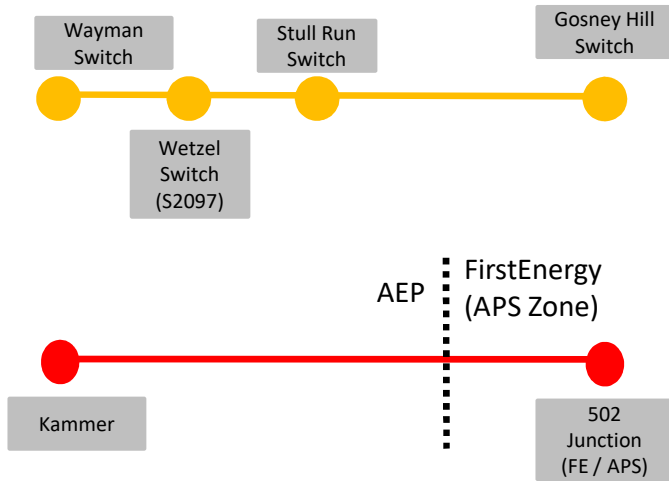 Wayman
Switch
Stull Run
Switch
Gosney Hill
Switch
Wetzel
Switch
(S2097)
AEP
FirstEnergy
(APS Zone)
Kammer
502
Junction
(FE / APS)